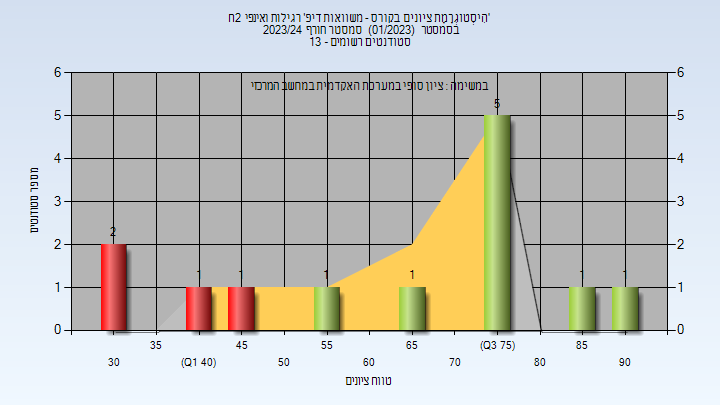 הִיסְטוֹגְרָמַת ציונים בקורס - משוואות דיפ' רגילות ואינפי 2ח'
בסמסטר (01/2023) סמסטר חורף 2023/24
סטודנטים רשומים - 13
במשימה : ציון סופי במערכת האקדמית במחשב המרכזי
מספר סטודנטים
6 6
5 5 5
4 4
3 3
2 2 2
1 1 1 1 1 1 1 1
0 0
35 45 55 65 (Q3 75) 85
30 (Q1 40) 50 60 70 80 90
טווח ציונים